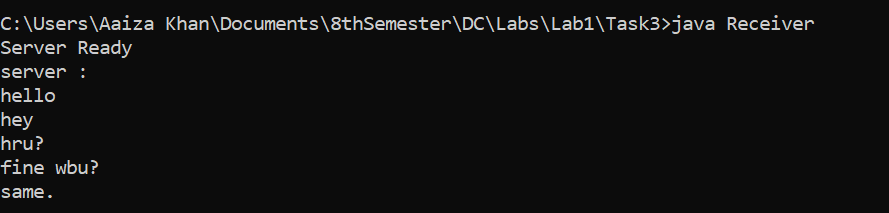 C:\Users\Aaiza Khan\Documents\8thSemester\DC\Labs\Lab1\Task3>java Receiver
Server Ready
server :
hello
hey
hru?
fine wbu?
same.